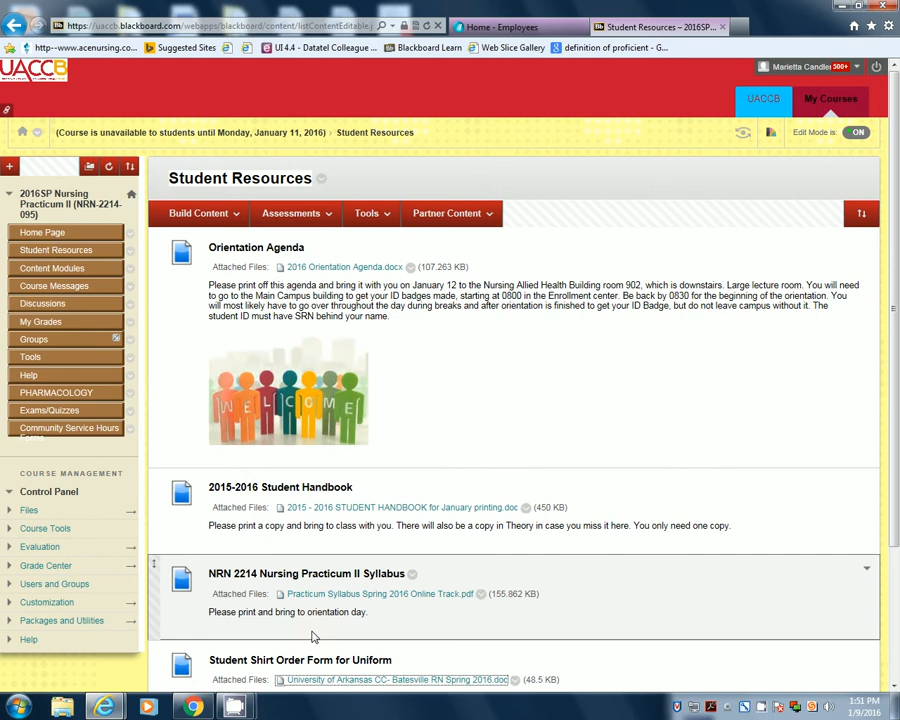 https://uaccb.blackboard.com/webapps/blackboard/content/listContentEditable.j
Home - Employees
Student Resources – 2016SP...
http--www.acenursing.co...
Suggested Sites
UI 4.4 - Datatel Colleague ...
Blackboard Learn
Web Slice Gallery
definition of proficient - G...
UACCB
Marietta Candler 500+
UACCB
My Courses
(Course is unavailable to students until Monday, January 11, 2016) › Student Resources
Edit Mode is: ON
2016SP Nursing
Practicum II (NRN-2214-
095)
Home Page
Student Resources
Content Modules
Course Messages
Discussions
My Grades
Groups
Tools
Help
PHARMACOLOGY
Exams/Quizzes
Community Service Hours
Forms
COURSE MANAGEMENT
Control Panel
Files
Course Tools
Evaluation
Grade Center
Users and Groups
Customization
Packages and Utilities
Help
Student Resources
Build Content
Assessments
Tools
Partner Content
Orientation Agenda
Attached Files: 2016 Orientation Agenda.docx (107.263 KB)
Please print off this agenda and bring it with you on January 12 to the Nursing Allied Health Building room 902, which is downstairs. Large lecture room. You will need
to go to the Main Campus building to get your ID badges made, starting at 0800 in the Enrollment center. Be back by 0830 for the beginning of the orientation. You
will most likely have to go over throughout the day during breaks and after orientation is finished to get your ID Badge, but do not leave campus without it. The
student ID must have SRN behind your name.
WELCOME
2015-2016 Student Handbook
Attached Files: 2015 - 2016 STUDENT HANDBOOK for January printing.doc (450 KB)
Please print a copy and bring to class with you. There will also be a copy in Theory in case you miss it here. You only need one copy.
NRN 2214 Nursing Practicum II Syllabus
Attached Files: Practicum Syllabus Spring 2016 Online Track.pdf (155.862 KB)
Please print and bring to orientation day.
Student Shirt Order Form for Uniform
Attached Files: University of Arkansas CC- Batesville RN Spring 2016.doc (48.5 KB)
1:51 PM
1/9/2016